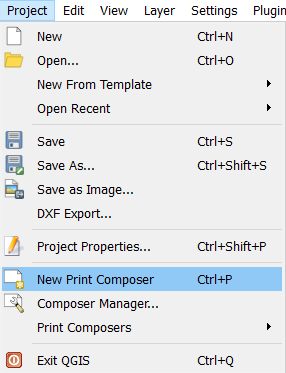 Project Edit View Layer Settings Plugin
New Ctrl+N
Open... Ctrl+O
New From Template
Open Recent
Save Ctrl+S
Save As... Ctrl+Shift+S
Save as Image...
DXF Export...
Project Properties... Ctrl+Shift+P
New Print Composer Ctrl+P
Composer Manager...
Print Composers
Exit QGIS Ctrl+Q